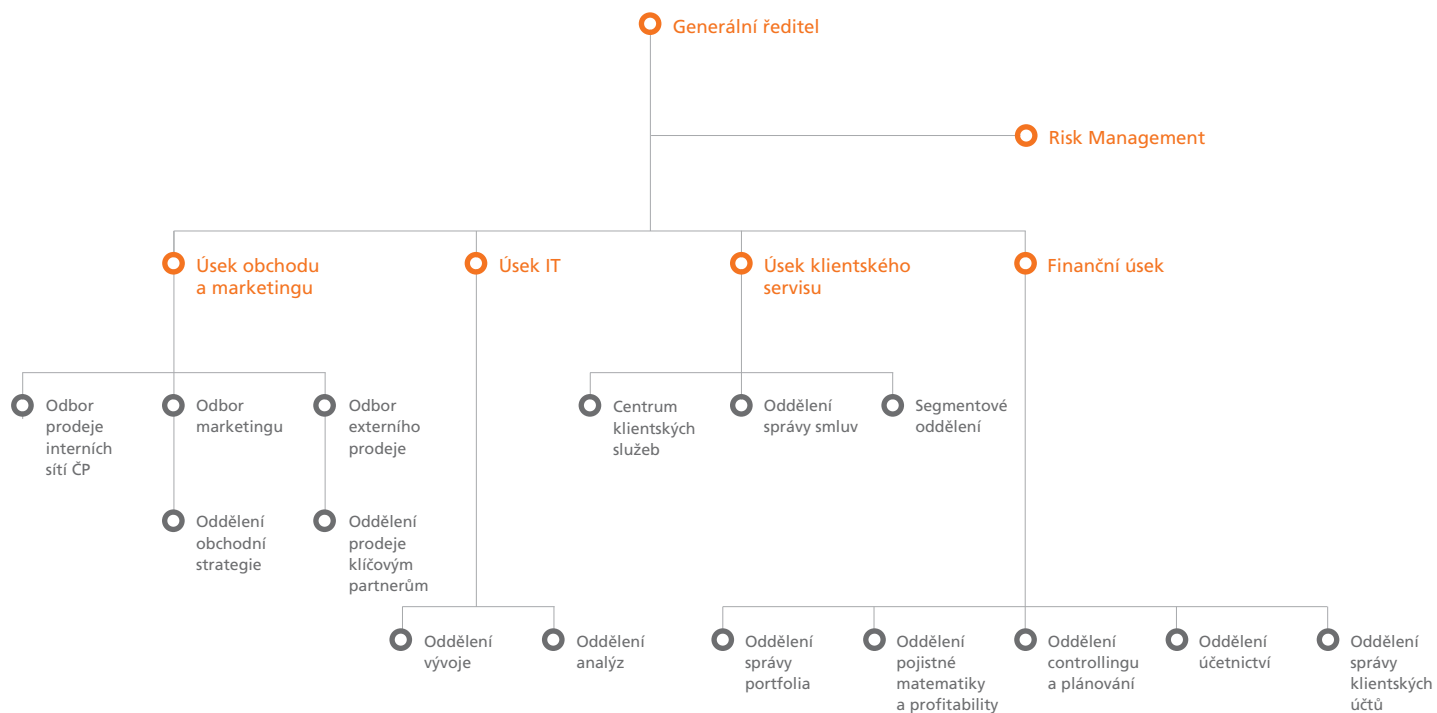 Generální ředitel
Risk Management
Úsek obchodu
a marketingu
Úsek IT
Úsek klientského
servisu
Finanční úsek
Odbor
prodeje
interních
sítí ČP
Odbor
marketingu
Odbor
externího
prodeje
Centrum
klientských
služeb
Oddělení
správy smluv
Segmentové
oddělení
Oddělení
obchodní
strategie
Oddělení
prodeje
klíčovým
partnerům
Oddělení
vývoje
Oddělení
analýz
Oddělení
správy
portfolia
Oddělení
pojistné
matematiky
a profitability
Oddělení
controllingu
a plánování
Oddělení
účetnictví
Oddělení
správy
klientských
účtů